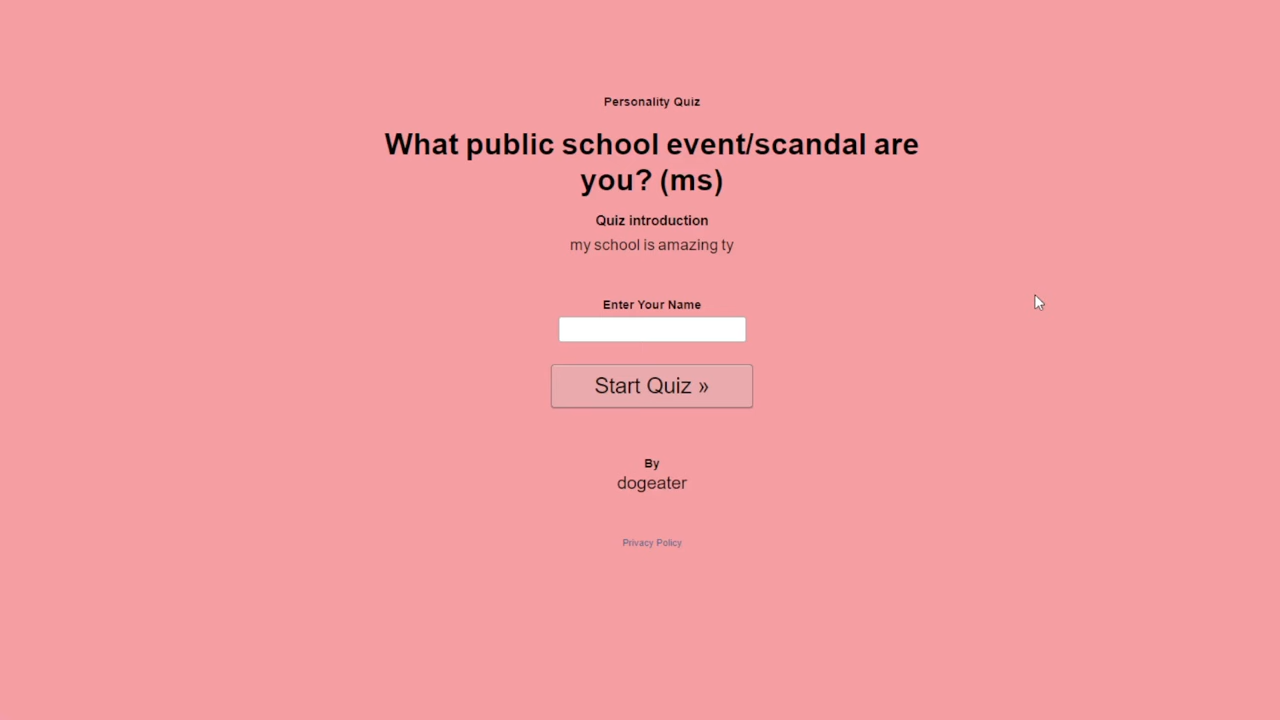 Personality Quiz
What public school event/scandal are
you? (ms)
Quiz introduction
my school is amazing ty
Enter Your Name
Start Quiz »
By
dogeater
Privacy Policy